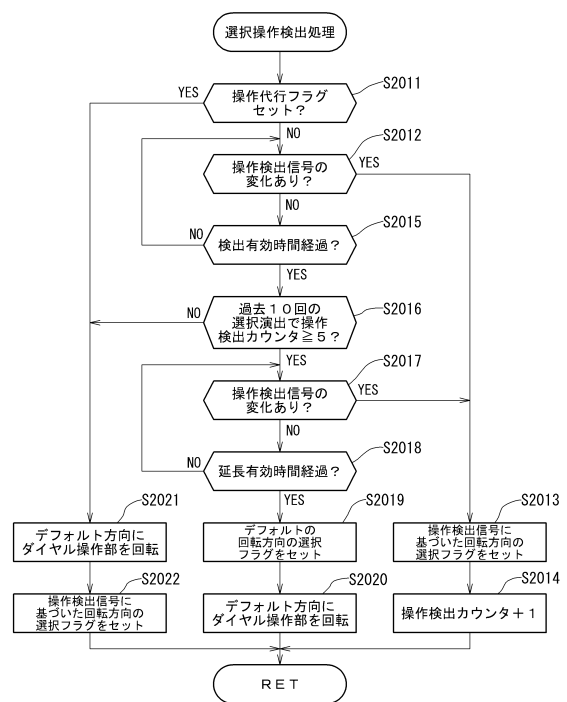 選択操作検出処理
S2011
操作代行フラグ
セット？
YES
NO
S2012
操作検出信号の
変化あり？
YES
NO
S2015
検出有効時間経過？
NO
YES
S2016
過去１０回の
選択演出で操作
検出カウンタ≧５？
NO
YES
S2017
操作検出信号の
変化あり？
YES
NO
S2018
延長有効時間経過？
NO
YES
S2021
デフォルト方向に
ダイヤル操作部を回転
S2019
デフォルトの
回転方向の選択
フラグをセット
S2013
操作検出信号に
基づいた回転方向の
選択フラグをセット
S2022
操作検出信号に
基づいた回転方向の
選択フラグをセット
S2020
デフォルト方向に
ダイヤル操作部を回転
S2014
操作検出カウンタ＋１
ＲＥＴ